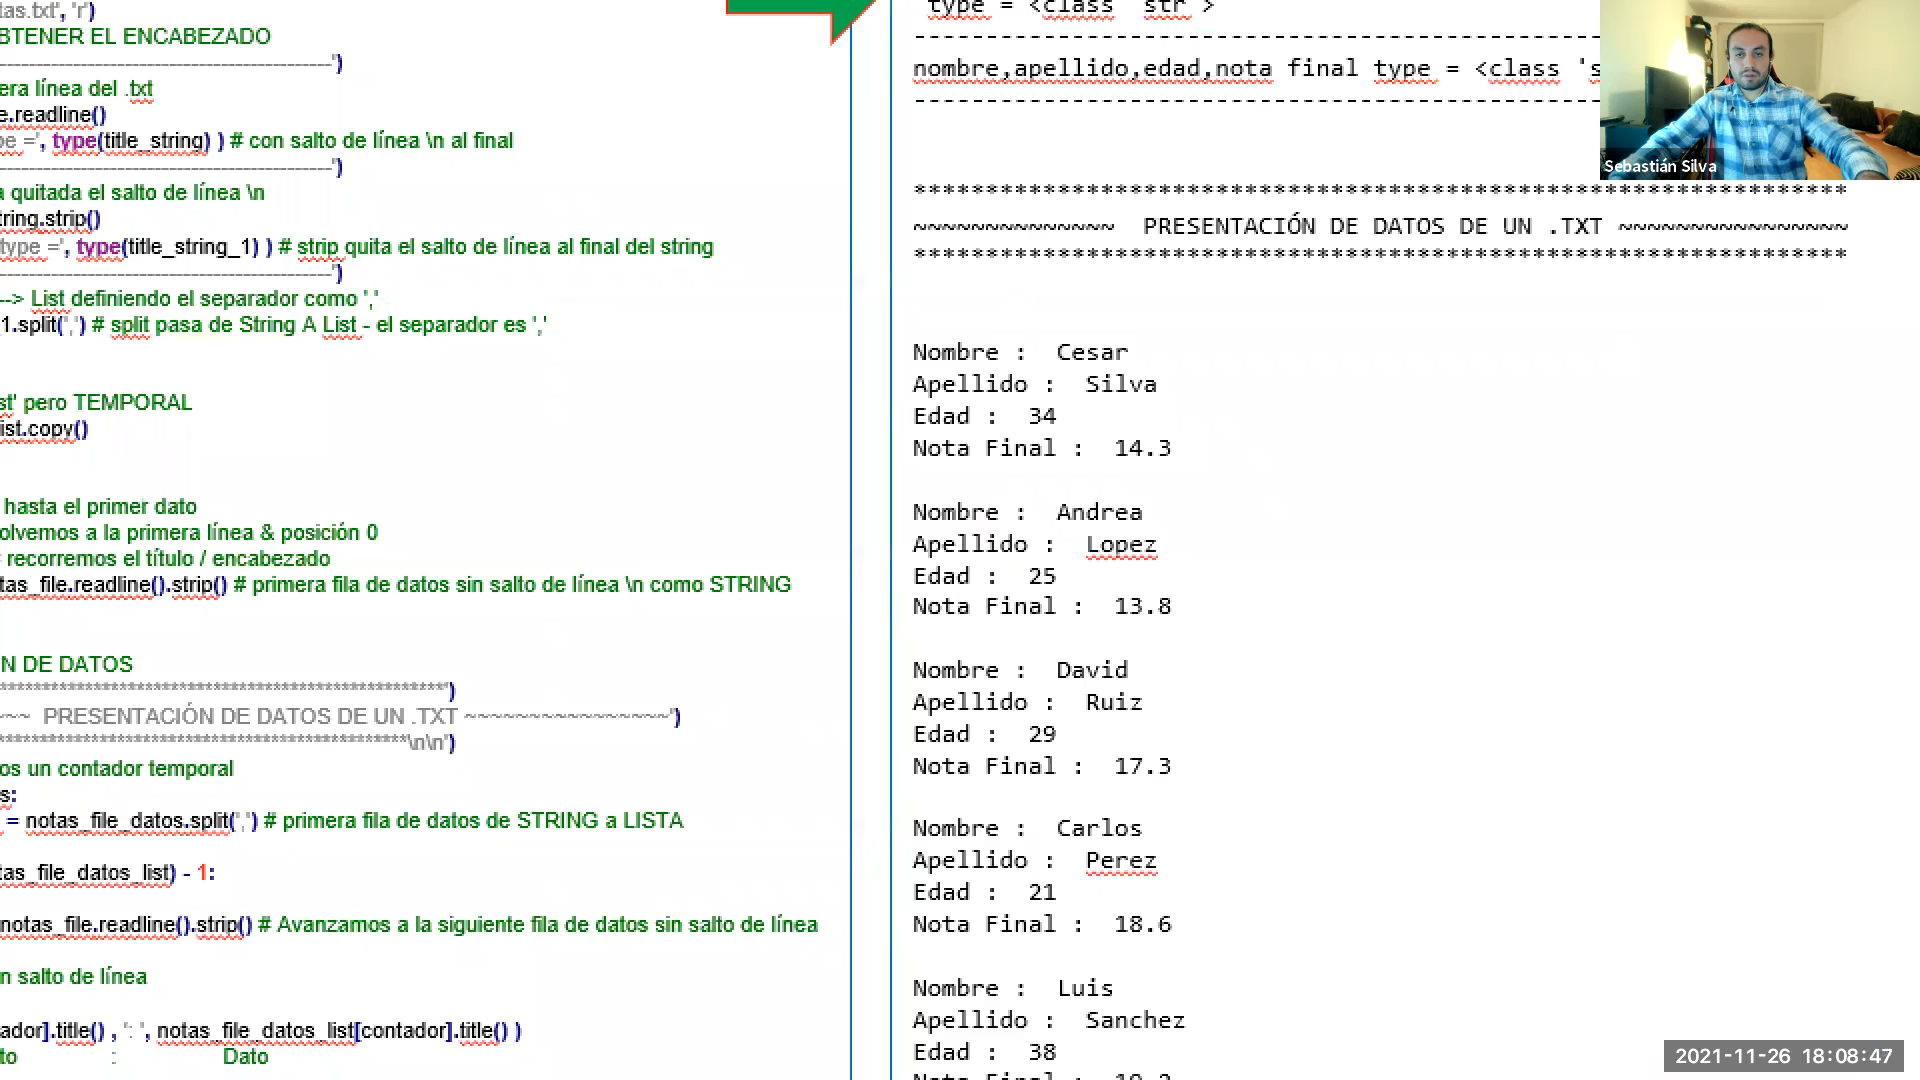 tas.txt', 'r')
BTENER EL ENCABEZADO
---------------------------------------------------------')
era línea del .txt
e.readline()
pe =', type(title_string) ) # con salto de línea \n al final
---------------------------------------------------------')
a quitada el salto de línea \n
tring.strip()
type =', type(title_string_1) ) # strip quita el salto de línea al final del string
---------------------------------------------------------')
--> List definiendo el separador como ','
1.split(',') # split pasa de String A List - el separador es ','
st' pero TEMPORAL
ist.copy()
hasta el primer dato
olvemos a la primera línea & posición 0
recorremos el título / encabezado
tas_file.readline().strip() # primera fila de datos sin salto de línea \n como STRING
N DE DATOS
*******************************************************')
~~~ PRESENTACIÓN DE DATOS DE UN .TXT ~~~~~~~~~~~~~~~~')
**************************************************\n\n')
os un contador temporal
s:
= notas_file_datos.split(',') # primera fila de datos de STRING a LISTA
tas_file_datos_list) - 1:
notas_file.readline().strip() # Avanzamos a la siguiente fila de datos sin salto de línea
n salto de línea
ador].title() , ': ', notas_file_datos_list[contador].title() )
to : Dato
type = <class 'str'>
------------------------------------------------
nombre,apellido,edad,nota final type = <class 's
------------------------------------------------
*****************************************************************
~~~~~~~~~~~~~~ PRESENTACIÓN DE DATOS DE UN .TXT ~~~~~~~~~~~~~~~~
*****************************************************************
Nombre : Cesar
Apellido : Silva
Edad : 34
Nota Final : 14.3
Nombre : Andrea
Apellido : Lopez
Edad : 25
Nota Final : 13.8
Nombre : David
Apellido : Ruiz
Edad : 29
Nota Final : 17.3
Nombre : Carlos
Apellido : Perez
Edad : 21
Nota Final : 18.6
Nombre : Luis
Apellido : Sanchez
Edad : 38
Sebastián Silva
2021-11-26 18:08:47